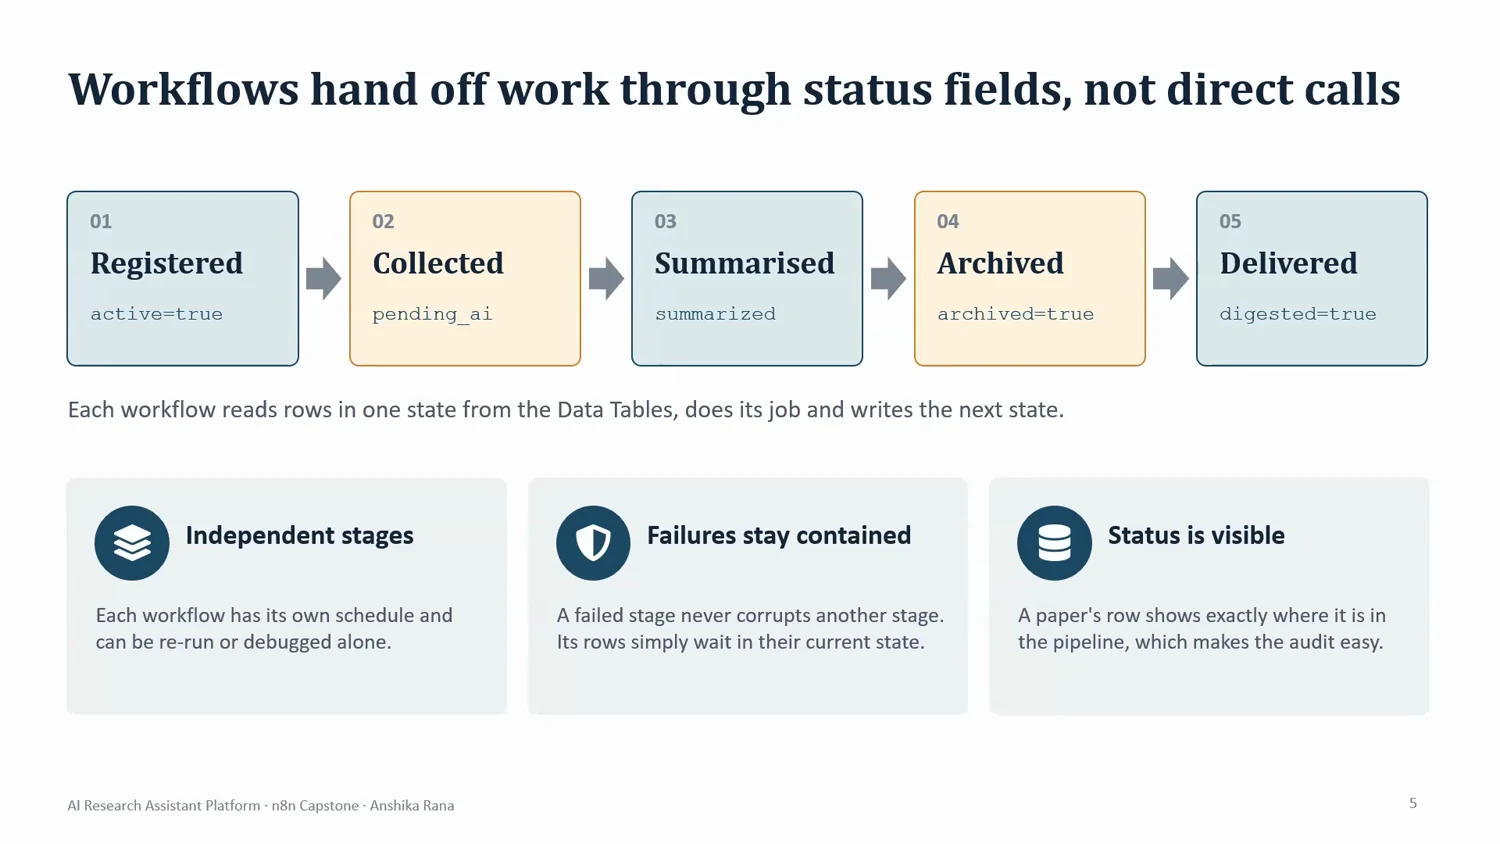 Workflows hand off work through status fields, not direct calls
01
Registered
active=true
02
Collected
pending_ai
03
Summarised
summarized
04
Archived
archived=true
05
Delivered
digested=true
Each workflow reads rows in one state from the Data Tables, does its job and writes the next state.
Independent stages
Each workflow has its own schedule and
can be re-run or debugged alone.
Failures stay contained
A failed stage never corrupts another stage.
Its rows simply wait in their current state.
Status is visible
A paper's row shows exactly where it is in
the pipeline, which makes the audit easy.
AI Research Assistant Platform · n8n Capstone · Anshika Rana
5